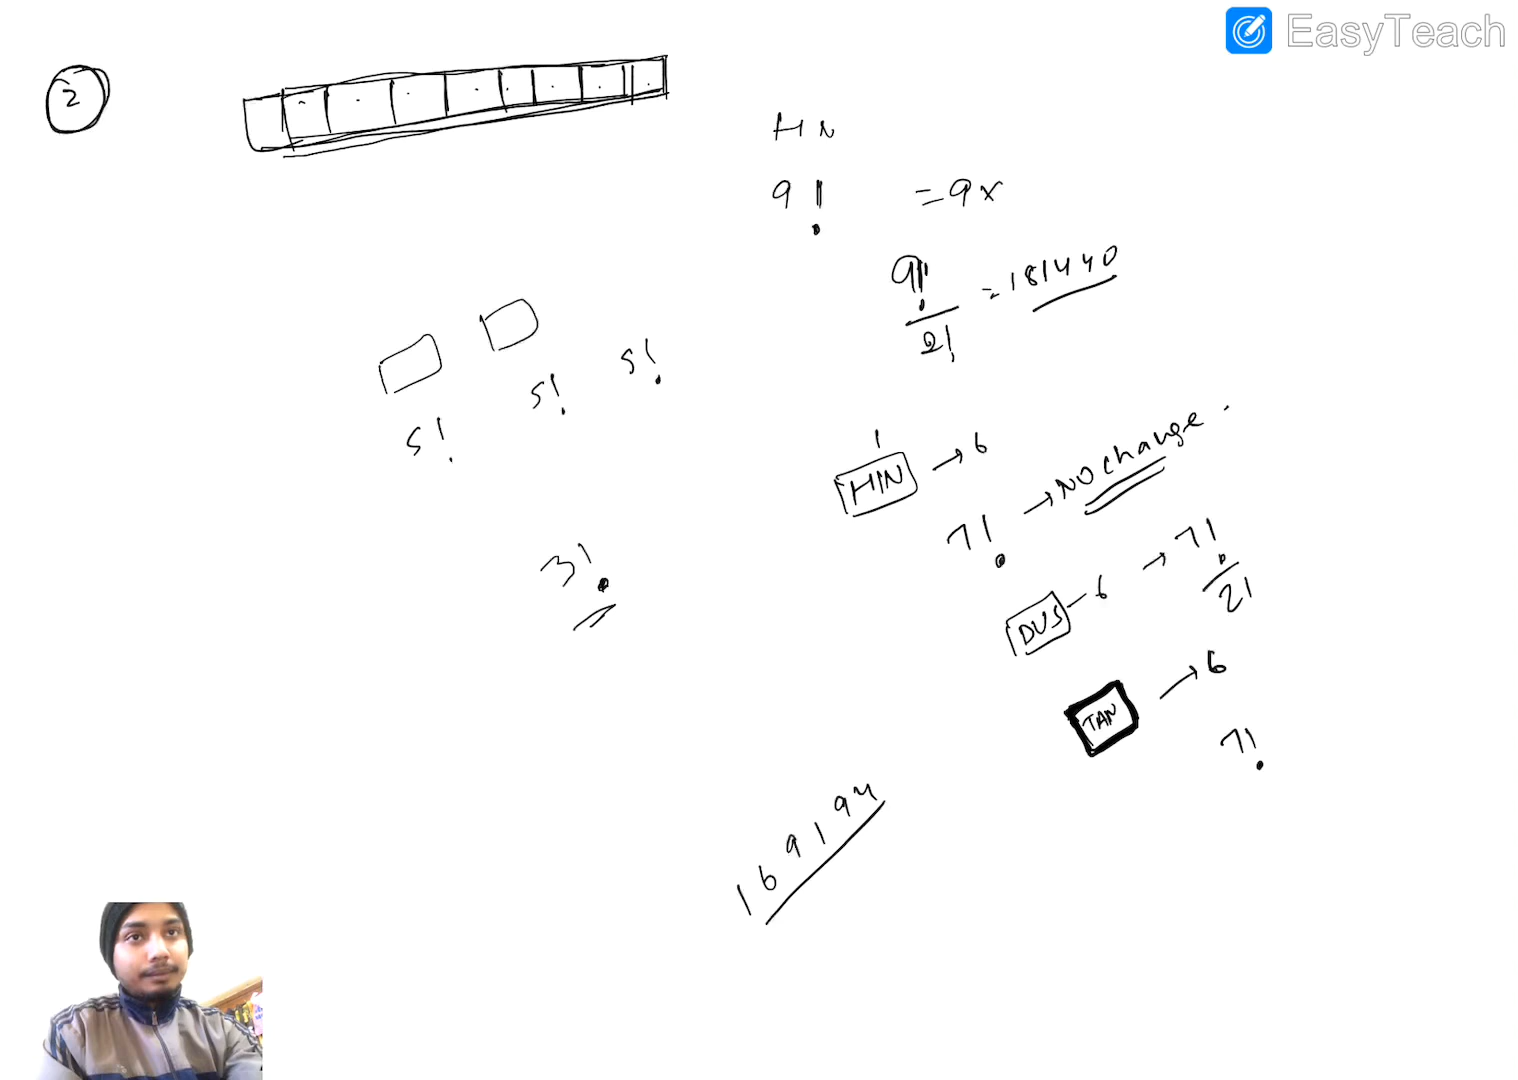 EasyTeach
2
HN
9! = 9x
9!
2!
= 181440
5! 5! 5!
1
HIN → 6
7! → NO change.
DUS - 6 → 7!
2!
TAN → 6
7!
3!
169194